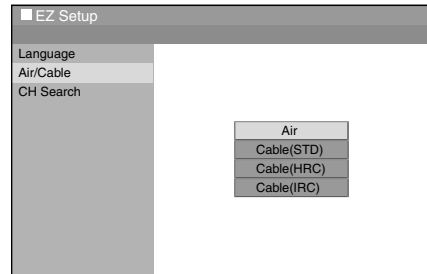 EZ Setup
Language
Air/Cable
CH Search
Air
Cable(STD)
Cable(HRC)
Cable(IRC)